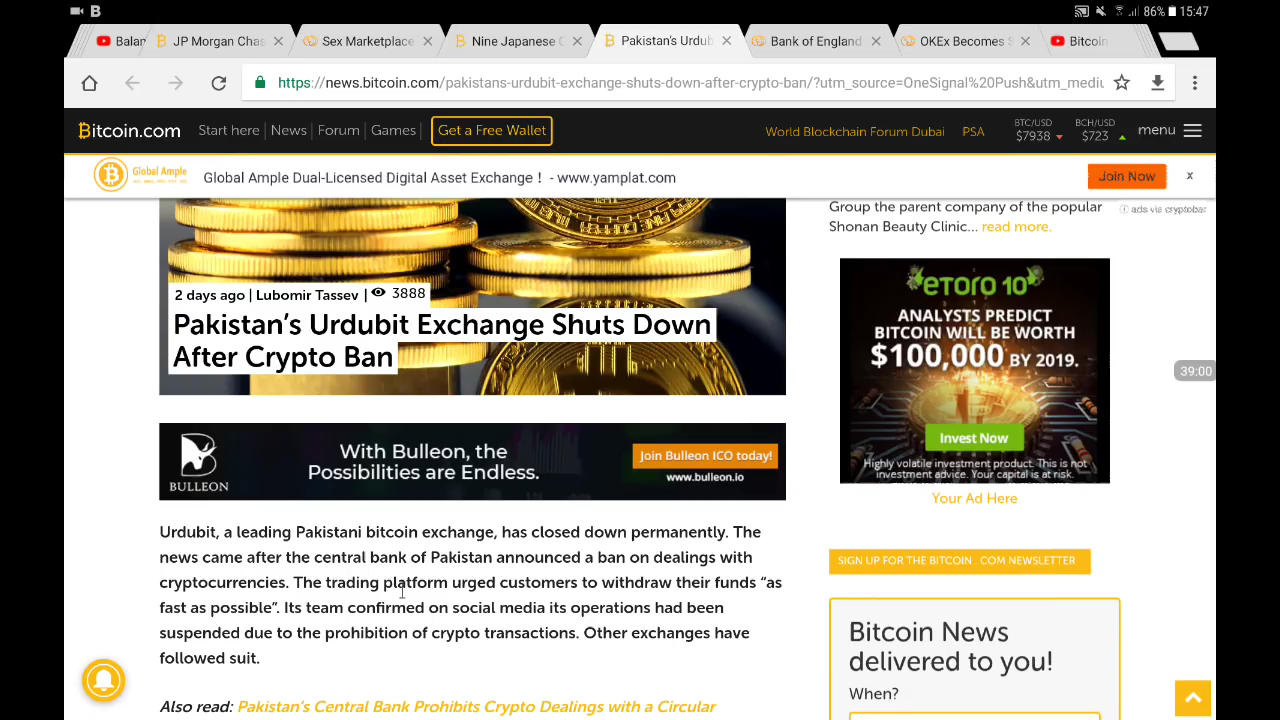 B
86% 15:47
Balan
JP Morgan Chas
Sex Marketplace
Nine Japanese C
Pakistan's Urdub
Bank of England
OKEx Becomes S
Bitcoin
https://news.bitcoin.com/pakistans-urdubit-exchange-shuts-down-after-crypto-ban/?utm_source=OneSignal%20Push&utm_mediu
Bitcoin.com
Start here | News | Forum | Games
Get a Free Wallet
World Blockchain Forum Dubai
PSA
BTC/USD
$7938
BCH/USD
$723
menu
Global Ample
Global Ample Dual-Licensed Digital Asset Exchange ! - www.yamplat.com
Join Now
x
ads via cryptobar
Group the parent company of the popular
Shonan Beauty Clinic... read more.
2 days ago | Lubomir Tassev | 3888
Pakistan's Urdubit Exchange Shuts Down
After Crypto Ban
BULLEON
With Bulleon, the
Possibilities are Endless.
Join Bulleon ICO today!
www.bulleon.io
Urdubit, a leading Pakistani bitcoin exchange, has closed down permanently. The
news came after the central bank of Pakistan announced a ban on dealings with
cryptocurrencies. The trading platform urged customers to withdraw their funds “as
fast as possible”. Its team confirmed on social media its operations had been
suspended due to the prohibition of crypto transactions. Other exchanges have
followed suit.
Also read: Pakistan's Central Bank Prohibits Crypto Dealings with a Circular
eTORO 10
ANALYSTS PREDICT
BITCOIN WILL BE WORTH
$100,000 BY 2019.
Invest Now
Highly volatile investment product. This is not
investment advice. Your capital is at risk.
Your Ad Here
39:00
SIGN UP FOR THE BITCOIN . COM NEWSLETTER
Bitcoin News
delivered to you!
When?